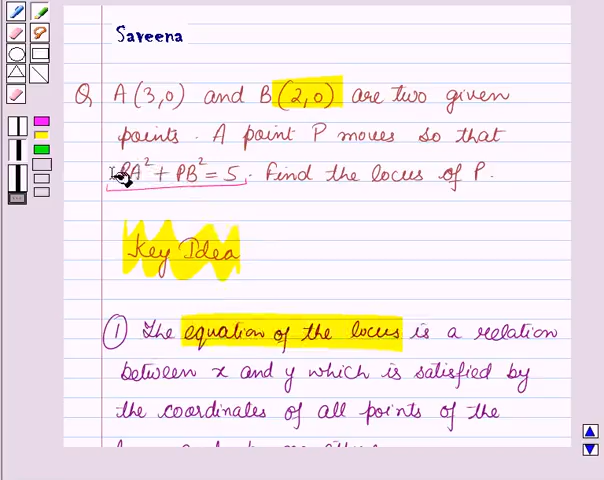 Saveena
Q A (3,0) and B (2,0) are two given
points. A point P moves so that
PA² + PB² = 5. Find the locus of P.
Key Idea
① The equation of the locus is a relation
between x and y which is satisfied by
the coordinates of all points of the